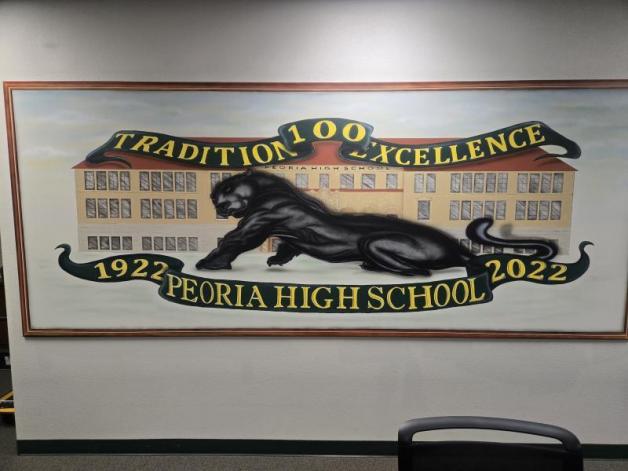 TRADITION 100 EXCELLENCE
PEORIA HIGH SCHOOL
1922 PEORIA HIGH SCHOOL 2022